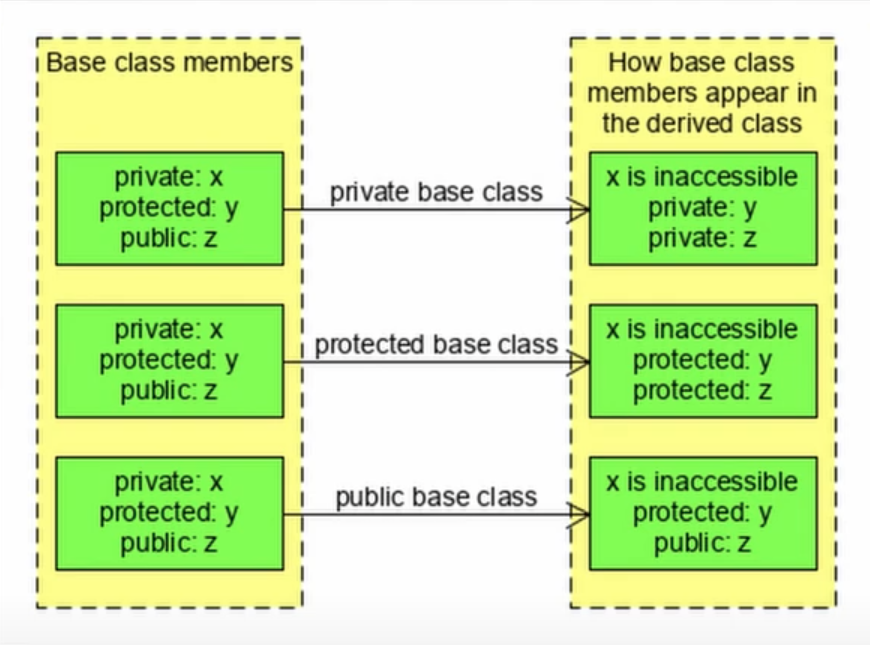 Base class members
How base class
members appear in
the derived class
private: x
protected: y
public: z
private base class
x is inaccessible
private: y
private: z
private: x
protected: y
public: z
protected base class
x is inaccessible
protected: y
protected: z
private: x
protected: y
public: z
public base class
x is inaccessible
protected: y
public: z